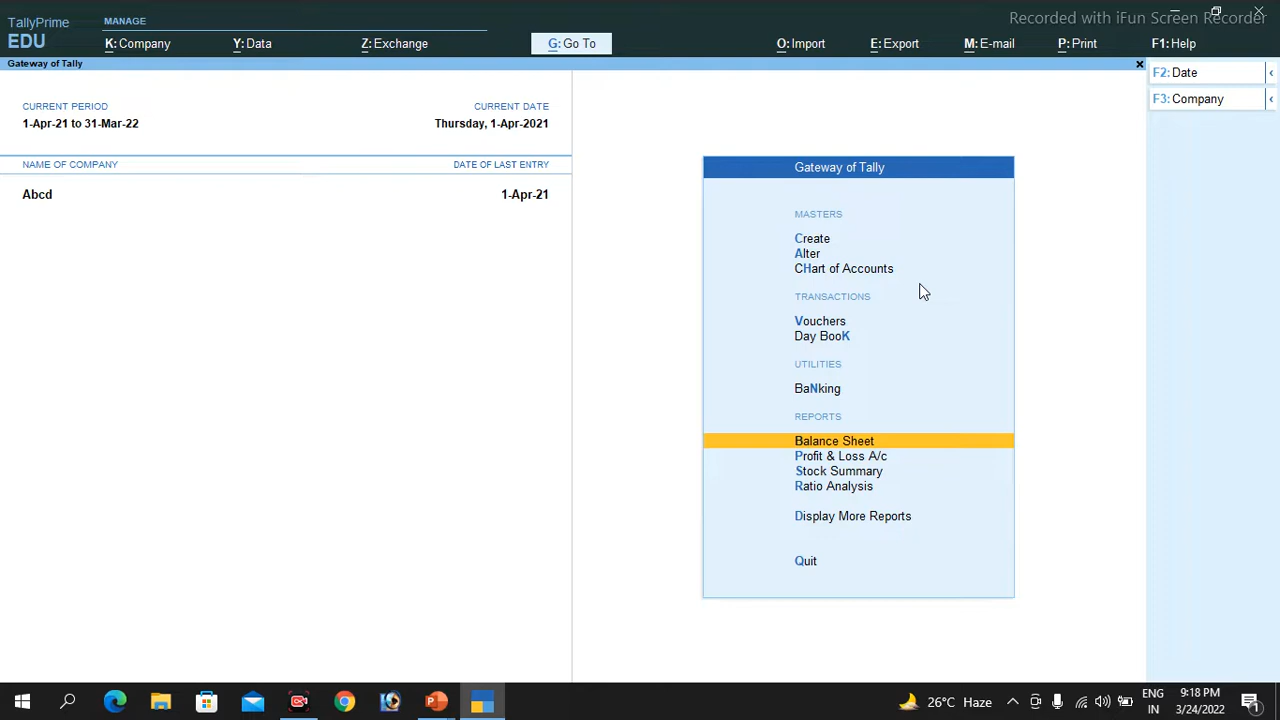 Recorded with iFun Screen Recorder
TallyPrime
EDU
MANAGE
K: Company
Y: Data
Z: Exchange
G: Go To
O: Import
E: Export
M: E-mail
P: Print
F1: Help
Gateway of Tally
F2: Date
F3: Company
CURRENT PERIOD
CURRENT DATE
1-Apr-21 to 31-Mar-22
Thursday, 1-Apr-2021
NAME OF COMPANY
DATE OF LAST ENTRY
Abcd
1-Apr-21
Gateway of Tally
MASTERS
Create
Alter
CHart of Accounts
TRANSACTIONS
Vouchers
Day BooK
UTILITIES
BaNking
REPORTS
Balance Sheet
Profit & Loss A/c
Stock Summary
Ratio Analysis
Display More Reports
Quit
26°C Haze
ENG
IN
9:18 PM
3/24/2022
1